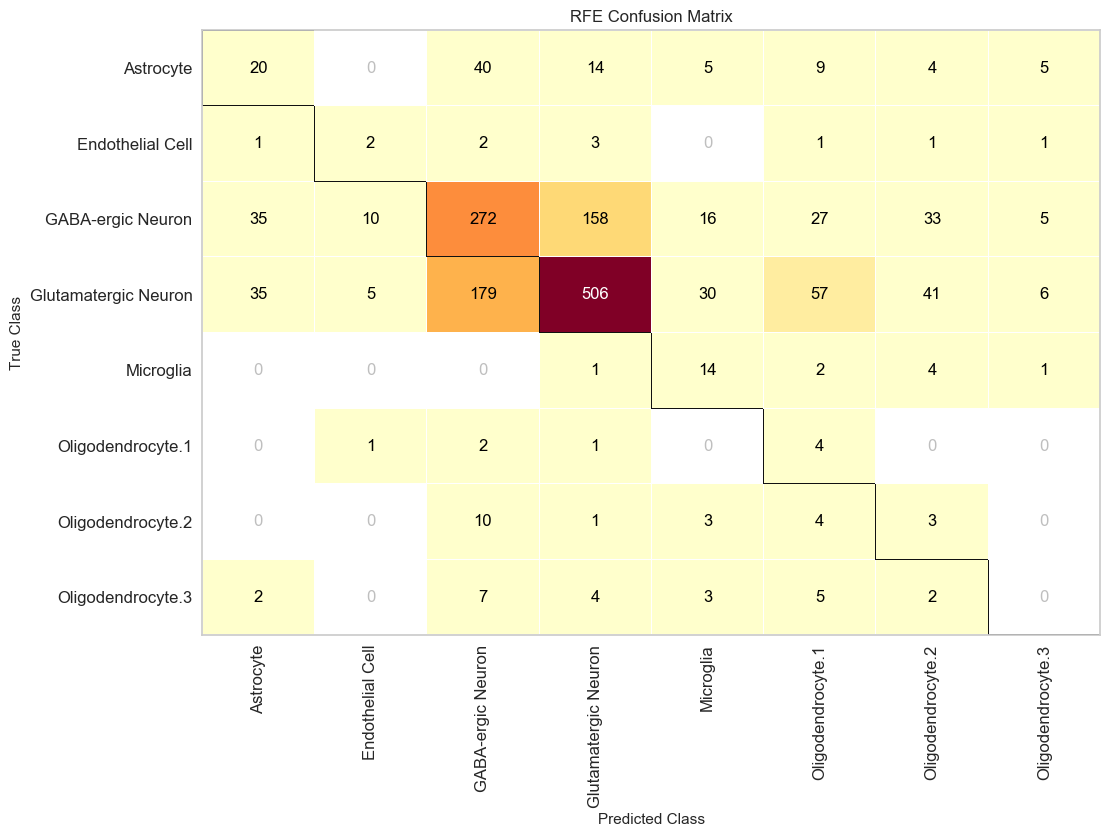 RFE Confusion Matrix
True Class
Astrocyte 20 0 40 14 5 9 4 5
Endothelial Cell 1 2 2 3 0 1 1 1
GABA-ergic Neuron 35 10 272 158 16 27 33 5
Glutamatergic Neuron 35 5 179 506 30 57 41 6
Microglia 0 0 0 1 14 2 4 1
Oligodendrocyte.1 0 1 2 1 0 4 0 0
Oligodendrocyte.2 0 0 10 1 3 4 3 0
Oligodendrocyte.3 2 0 7 4 3 5 2 0
Astrocyte
Endothelial Cell
GABA-ergic Neuron
Glutamatergic Neuron
Microglia
Oligodendrocyte.1
Oligodendrocyte.2
Oligodendrocyte.3
Predicted Class